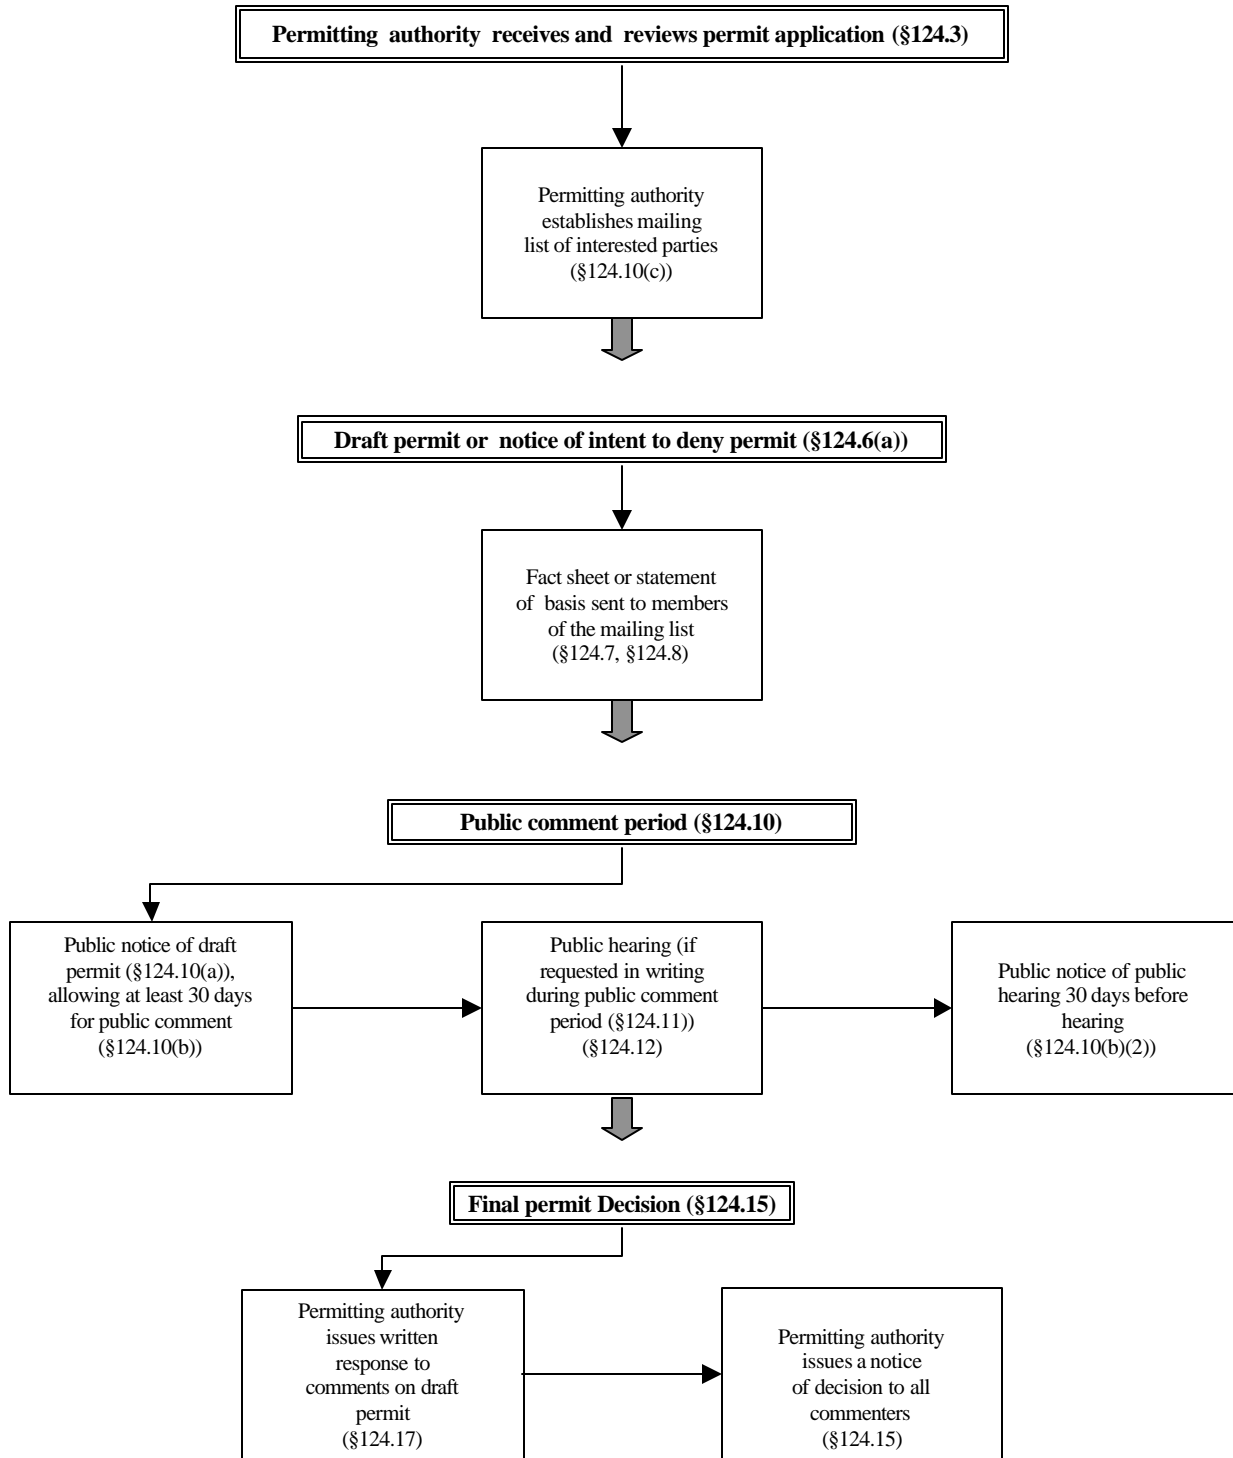 Permitting authority receives and reviews permit application (§124.3)
Permitting authority
establishes mailing
list of interested parties
(§124.10(c))
Draft permit or notice of intent to deny permit (§124.6(a))
Fact sheet or statement
of basis sent to members
of the mailing list
(§124.7, §124.8)
Public comment period (§124.10)
Public notice of draft
permit (§124.10(a)),
allowing at least 30 days
for public comment
(§124.10(b))
Public hearing (if
requested in writing
during public comment
period (§124.11))
(§124.12)
Public notice of public
hearing 30 days before
hearing
(§124.10(b)(2))
Final permit Decision (§124.15)
Permitting authority
issues written
response to
comments on draft
permit
(§124.17)
Permitting authority
issues a notice
of decision to all
commenters
(§124.15)